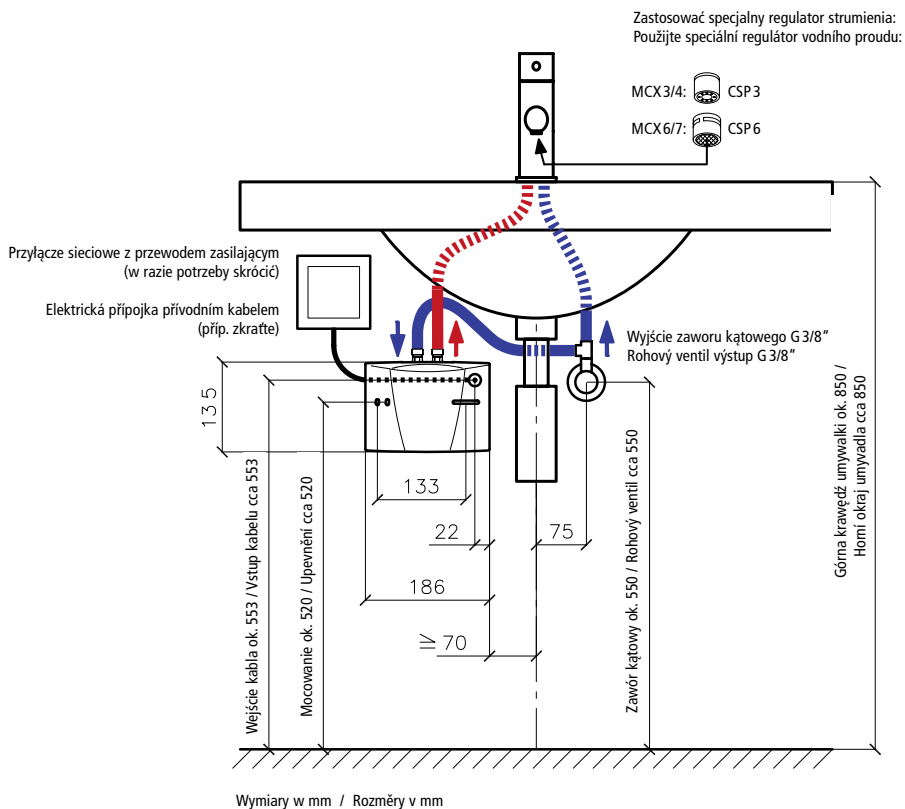 Zastosować specjalny regulator strumienia:
Použijte speciální regulátor vodního proudu:
MCX 3/4: CSP 3
MCX 6/7: CSP 6
Przyłącze sieciowe z przewodem zasilającym
(w razie potrzeby skrócić)
Elektrická přípojka přívodním kabelem
(příp. zkraťte)
Wyjście zaworu kątowego G 3/8"
Rohový ventil výstup G 3/8"
135
133
22
75
186
≧ 70
Wejście kabla ok. 553 / Vstup kabelu cca 553
Mocowanie ok. 520 / Upevnění cca 520
Zawór kątowy ok. 550 / Rohový ventil cca 550
Górna krawędź umywalki ok. 850 /
Horní okraj umyvadla cca 850
Wymiary w mm / Rozměry v mm